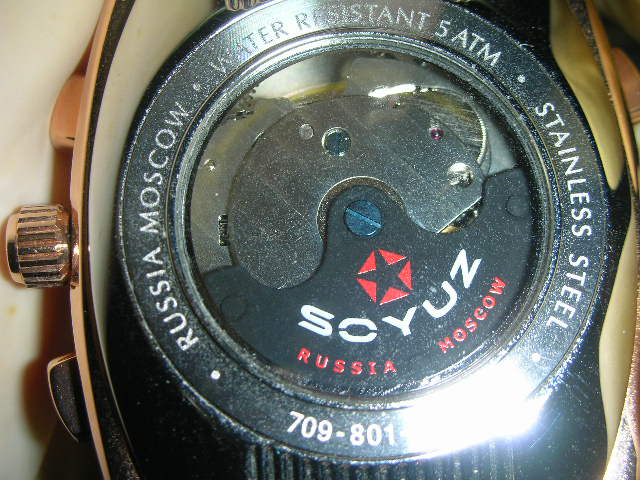 WATER RESISTANT 5 ATM
STAINLESS STEEL
RUSSIA MOSCOW
SOYUZ
RUSSIA MOSCOW
709-801